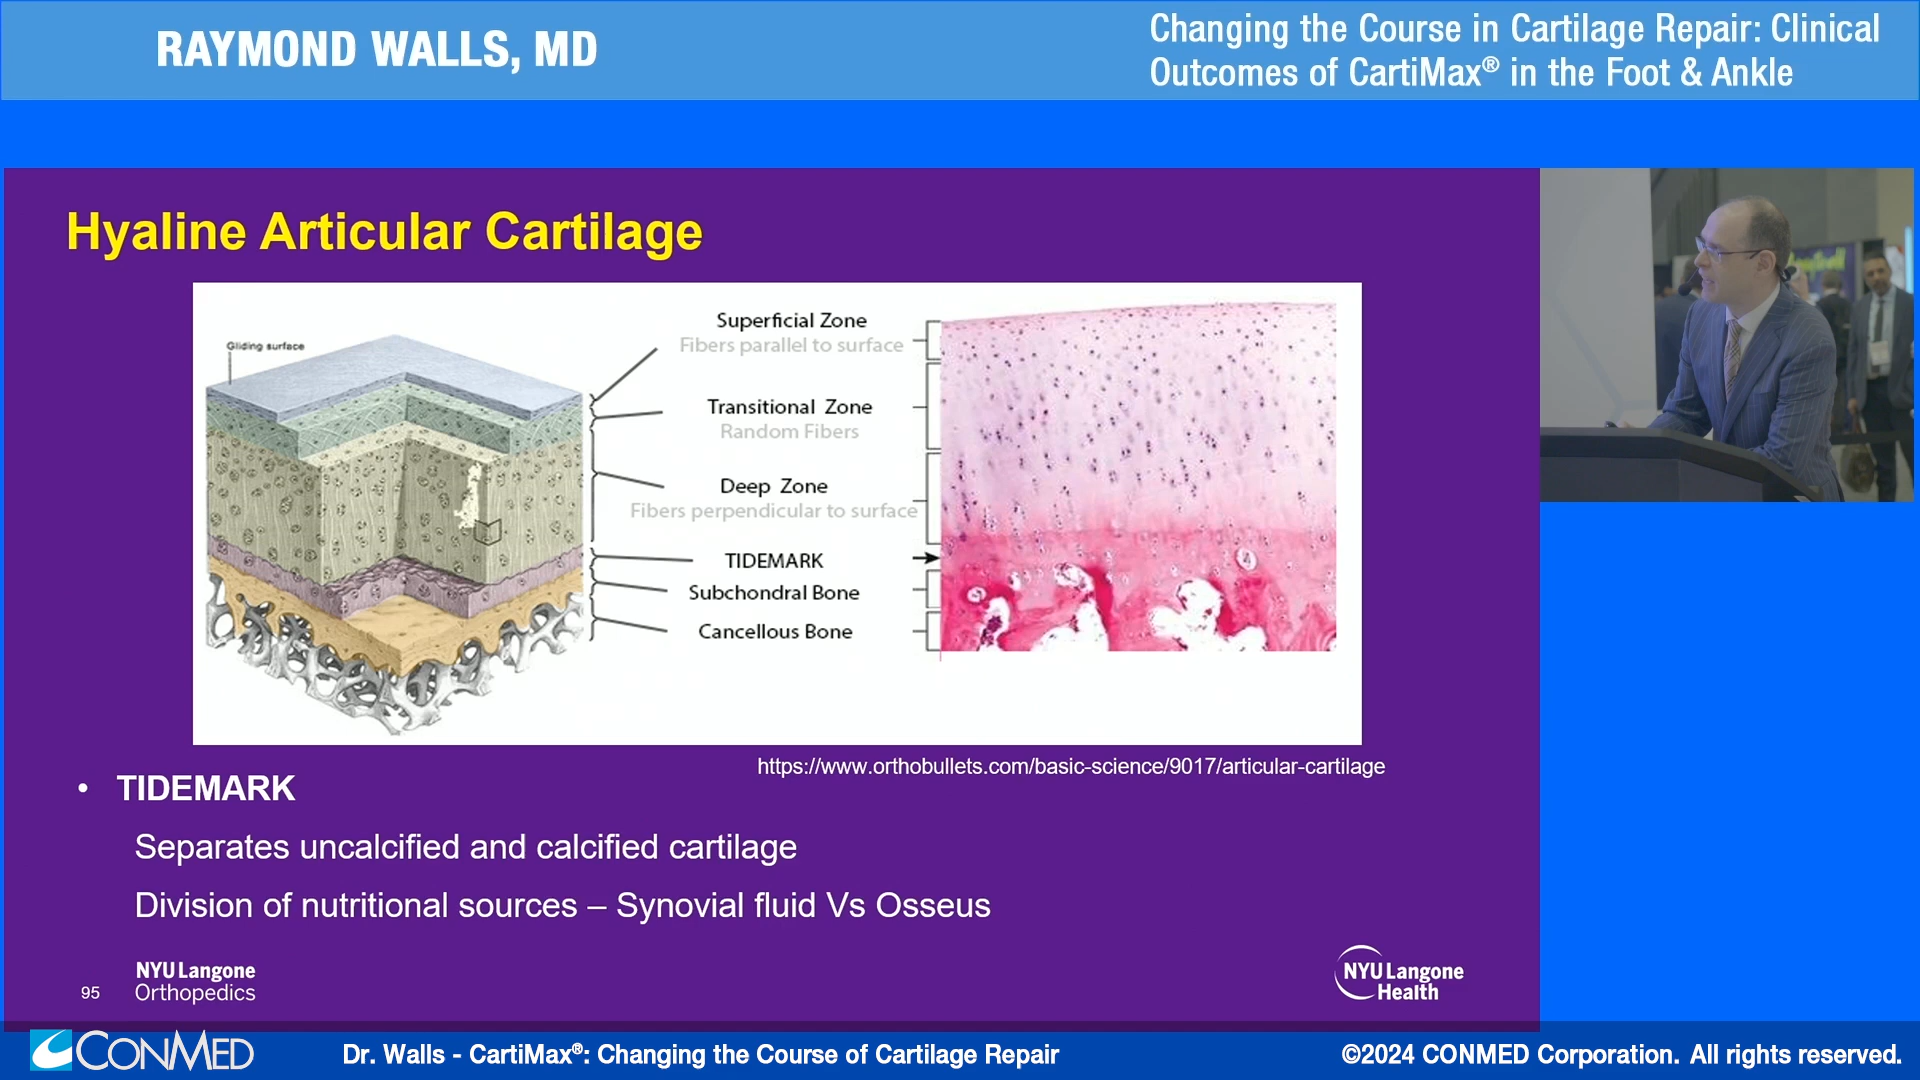 RAYMOND WALLS, MD
Changing the Course in Cartilage Repair: Clinical
Outcomes of CartiMax® in the Foot & Ankle
Hyaline Articular Cartilage
Gliding surface
Superficial Zone
Fibers parallel to surface
Transitional Zone
Random Fibers
Deep Zone
Fibers perpendicular to surface
TIDEMARK
Subchondral Bone
Cancellous Bone
https://www.orthobullets.com/basic-science/9017/articular-cartilage
• TIDEMARK
Separates uncalcified and calcified cartilage
Division of nutritional sources – Synovial fluid Vs Osseus
95
NYU Langone
Orthopedics
NYU Langone
Health
CONMED
Dr. Walls - CartiMax®: Changing the Course of Cartilage Repair
©2024 CONMED Corporation. All rights reserved.